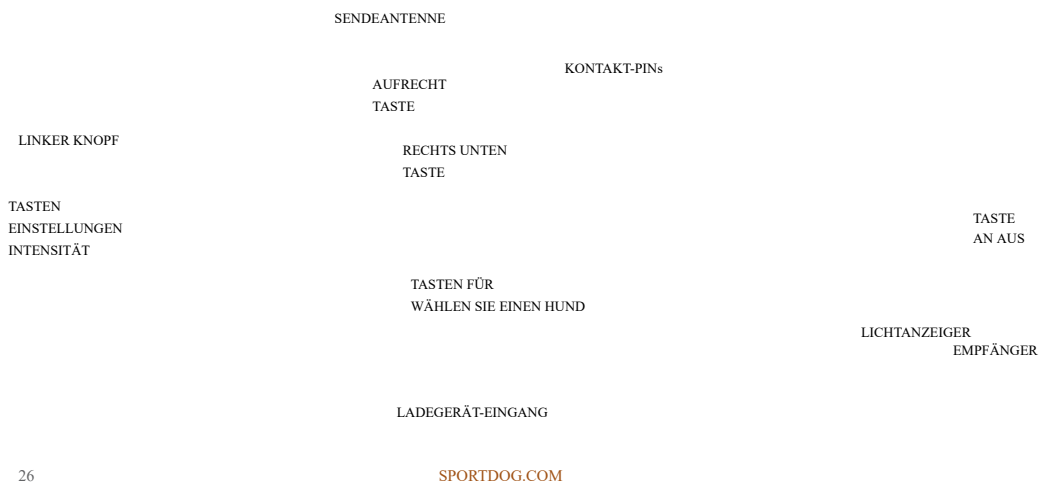 SENDEANTENNE
KONTAKT-PINs
AUFRECHT
TASTE
LINKER KNOPF
RECHTS UNTEN
TASTE
TASTEN
EINSTELLUNGEN
INTENSITÄT
TASTE
AN AUS
TASTEN FÜR
WÄHLEN SIE EINEN HUND
LICHTANZEIGER
EMPFÄNGER
LADEGERÄT-EINGANG
26
SPORTDOG.COM